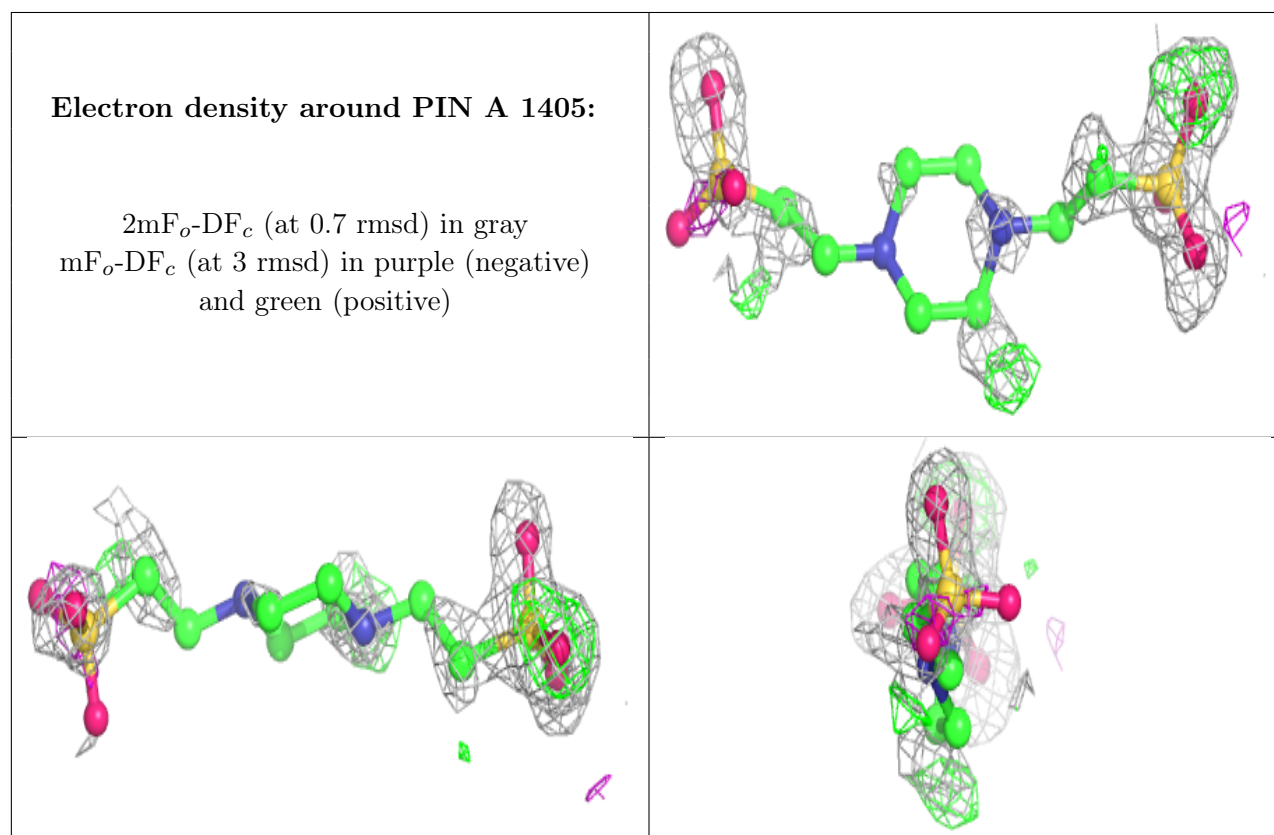 Electron density around PIN A 1405:
2mFo-DFc (at 0.7 rmsd) in gray
mFo-DFc (at 3 rmsd) in purple (negative)
and green (positive)